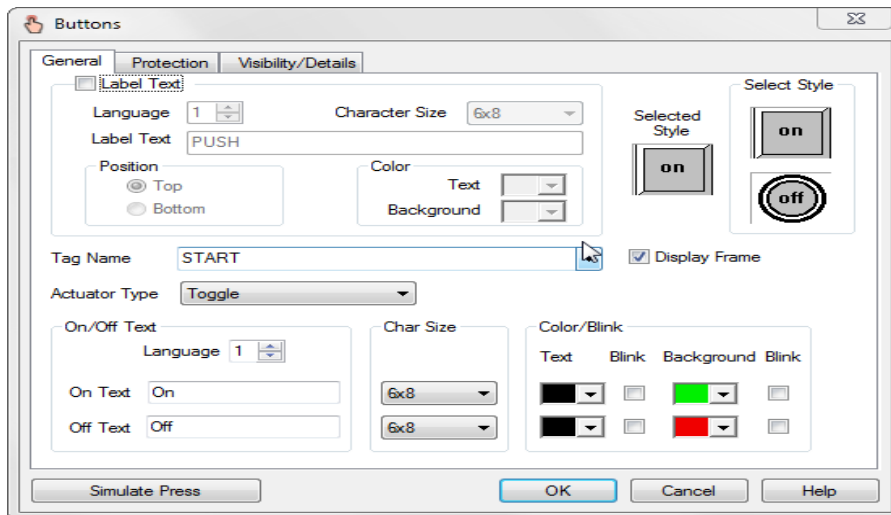 Buttons
General Protection Visibility/Details
Label Text
Select Style
Language 1 Character Size 6x8
Selected Style
on
Label Text PUSH
Position
Color
on
Top
Text
off
Bottom
Background
Tag Name START
Display Frame
Actuator Type Toggle
On/Off Text
Char Size
Color/Blink
Language 1
Text Blink Background Blink
On Text On 6x8
Off Text Off 6x8
Simulate Press OK Cancel Help